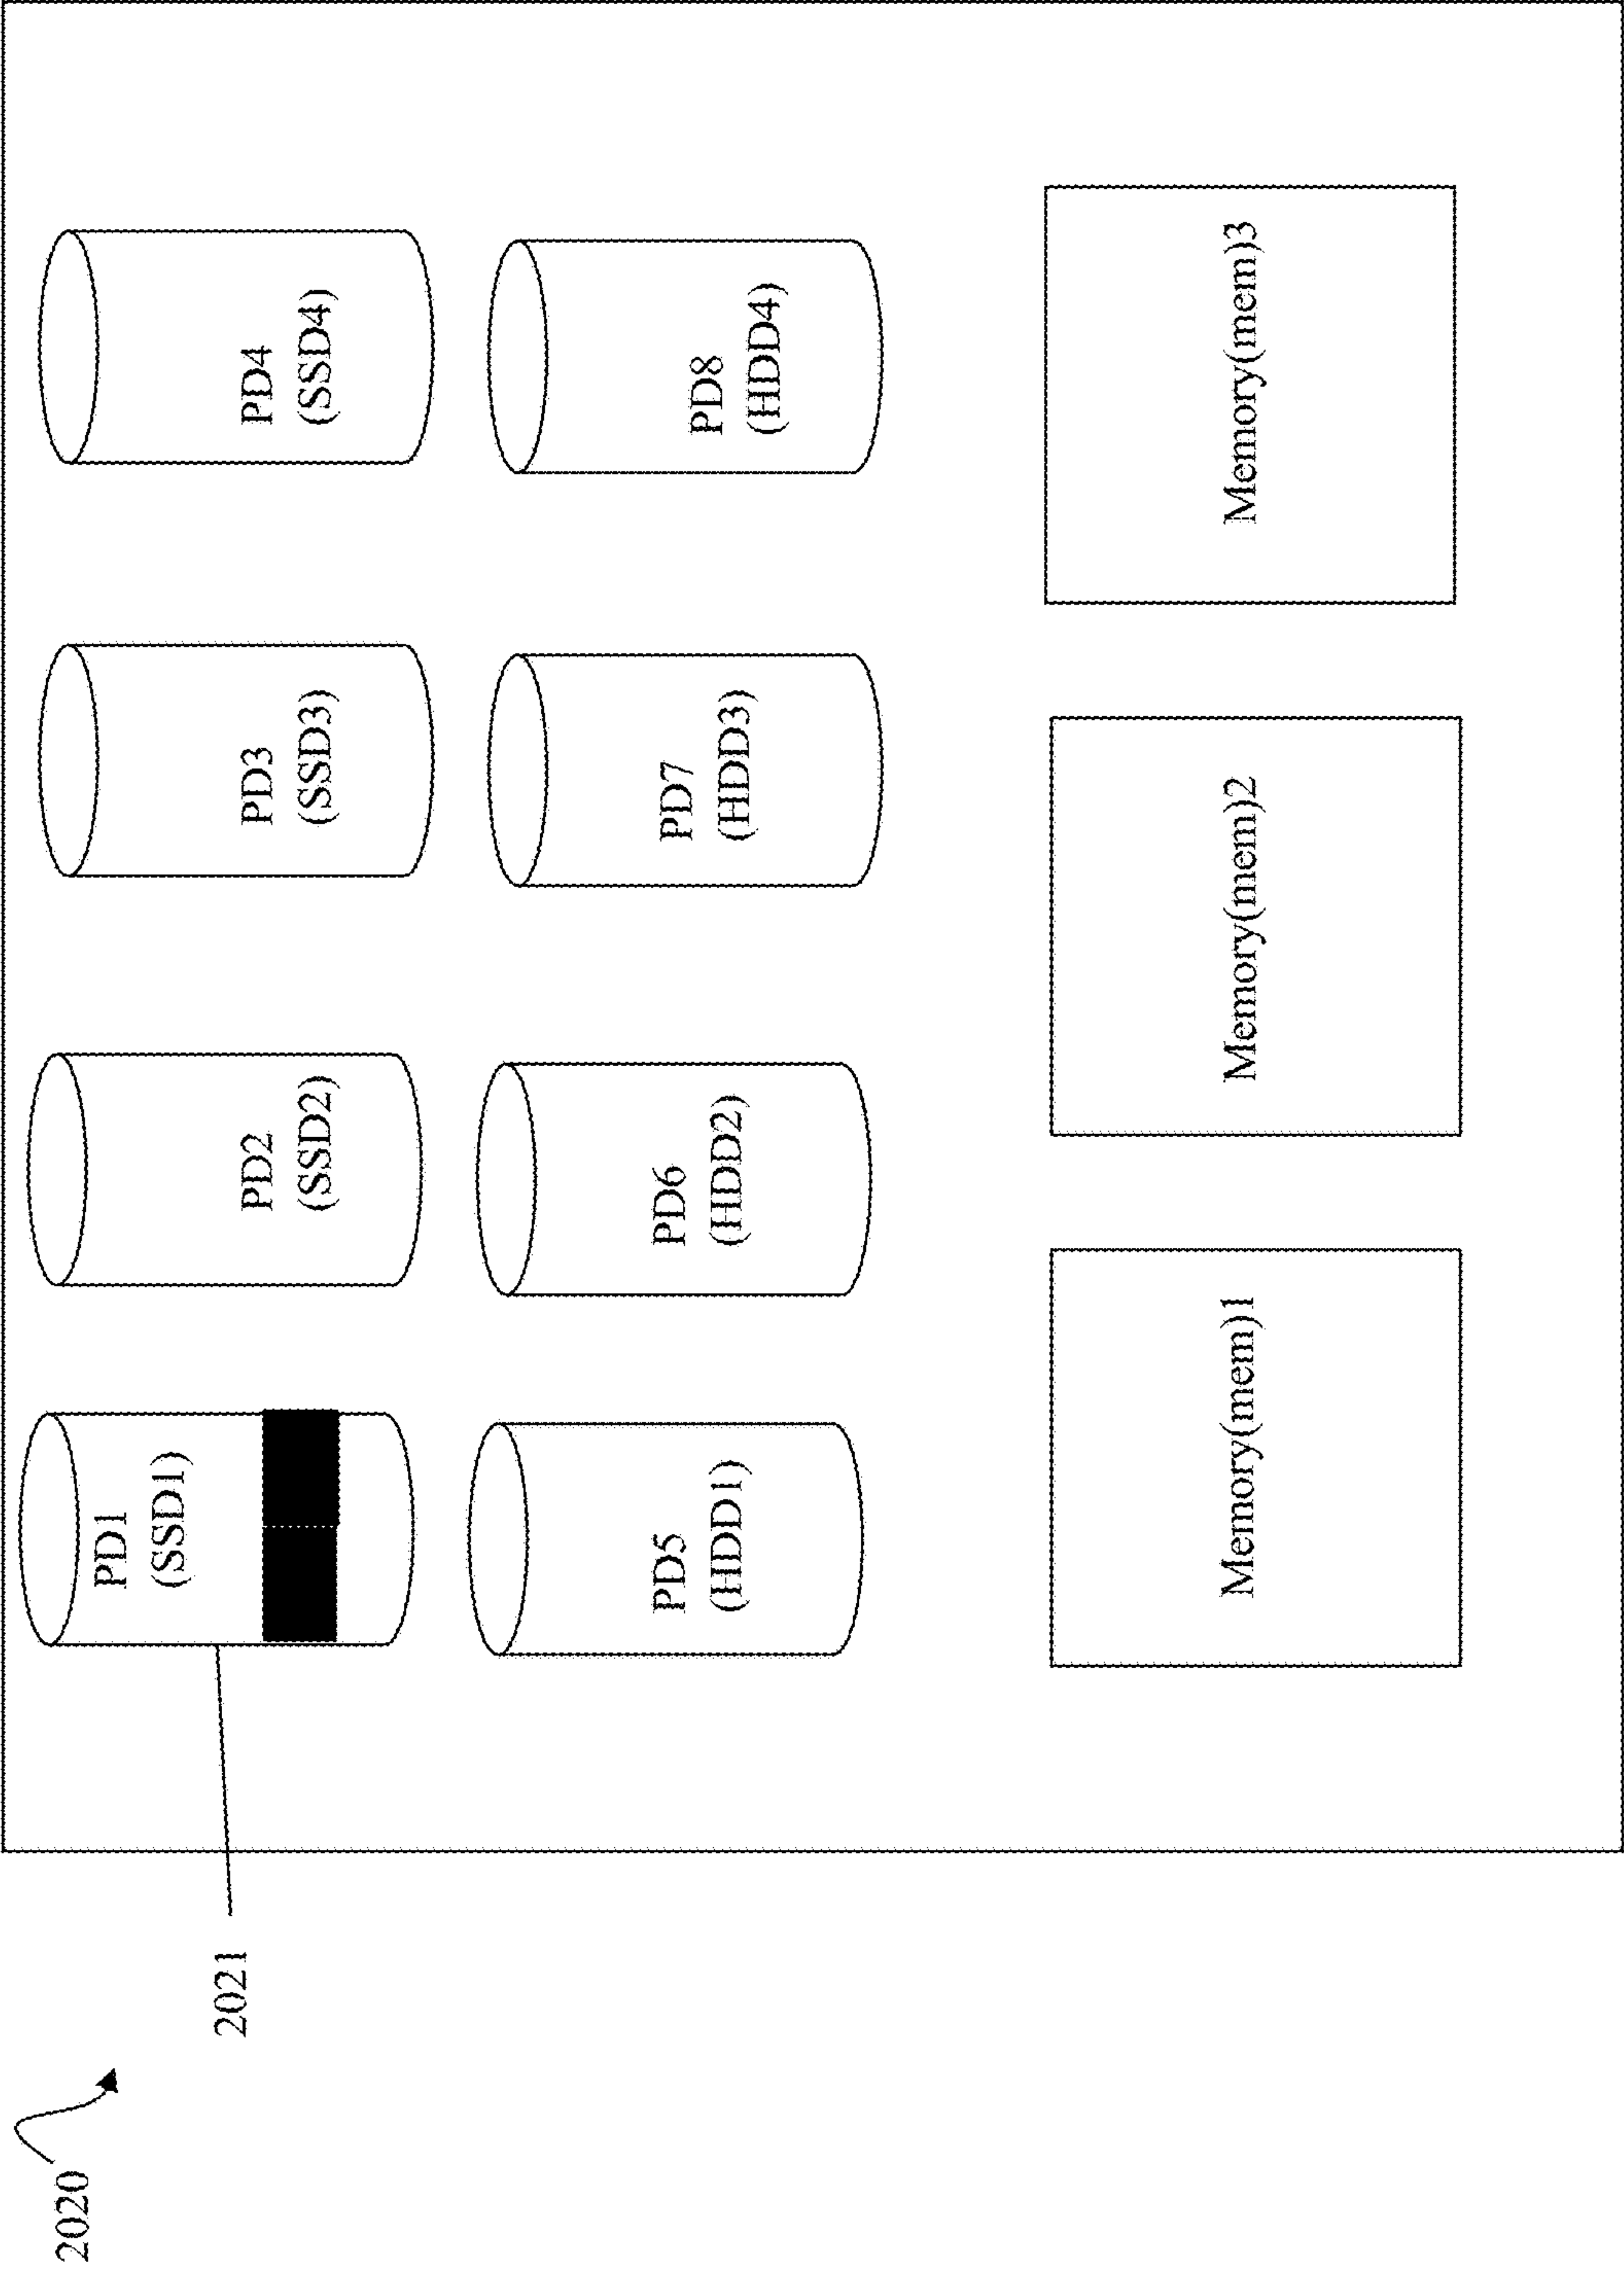 2020
2021
PD1
(SSD1)
PD2
(SSD2)
PD3
(SSD3)
PD4
(SSD4)
PD5
(HDD1)
PD6
(HDD2)
PD7
(HDD3)
PD8
(HDD4)
Memory(mem)1
Memory(mem)2
Memory(mem)3